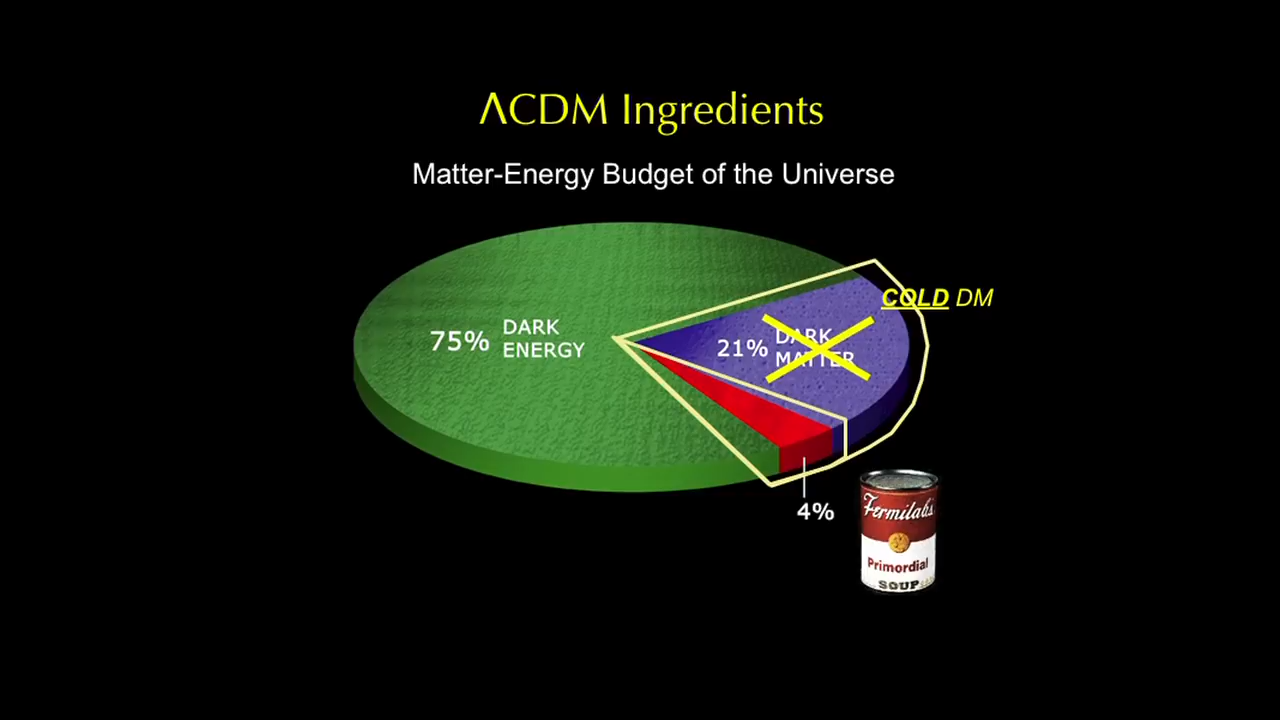 ΛCDM Ingredients
Matter-Energy Budget of the Universe
COLD DM
75% DARK
ENERGY
21% DARK
MATTER
4%
Fermilab's
Primordial
SOUP